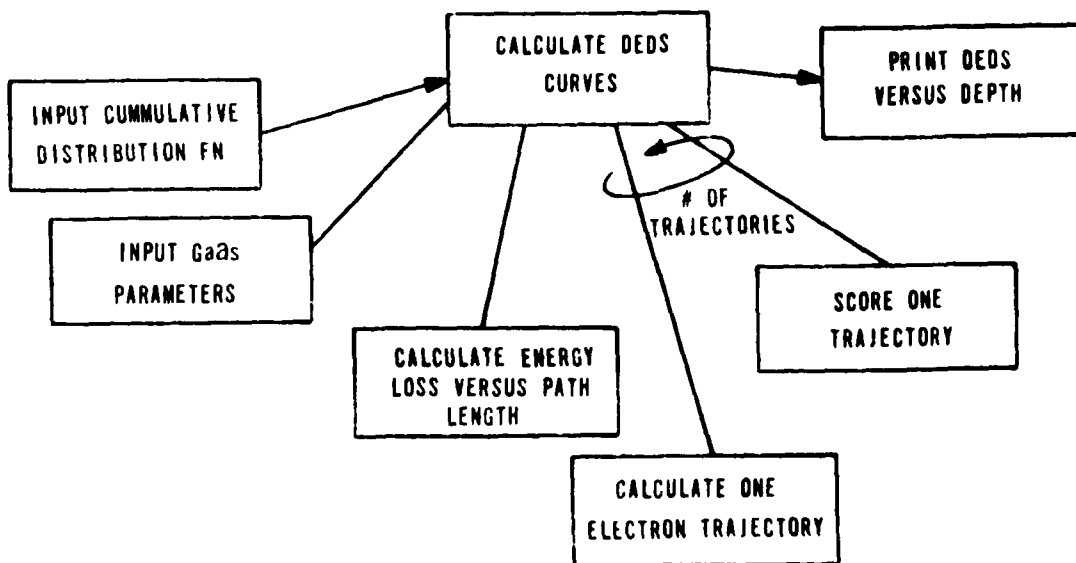 CALCULATE DEDS
CURVES
PRINT DEDS
VERSUS DEPTH
INPUT CUMMULATIVE
DISTRIBUTION FN
# OF
TRAJECTORIES
INPUT Gaas
PARAMETERS
SCORE ONE
TRAJECTORY
CALCULATE ENERGY
LOSS VERSUS PATH
LENGTH
CALCULATE ONE
ELECTRON TRAJECTORY